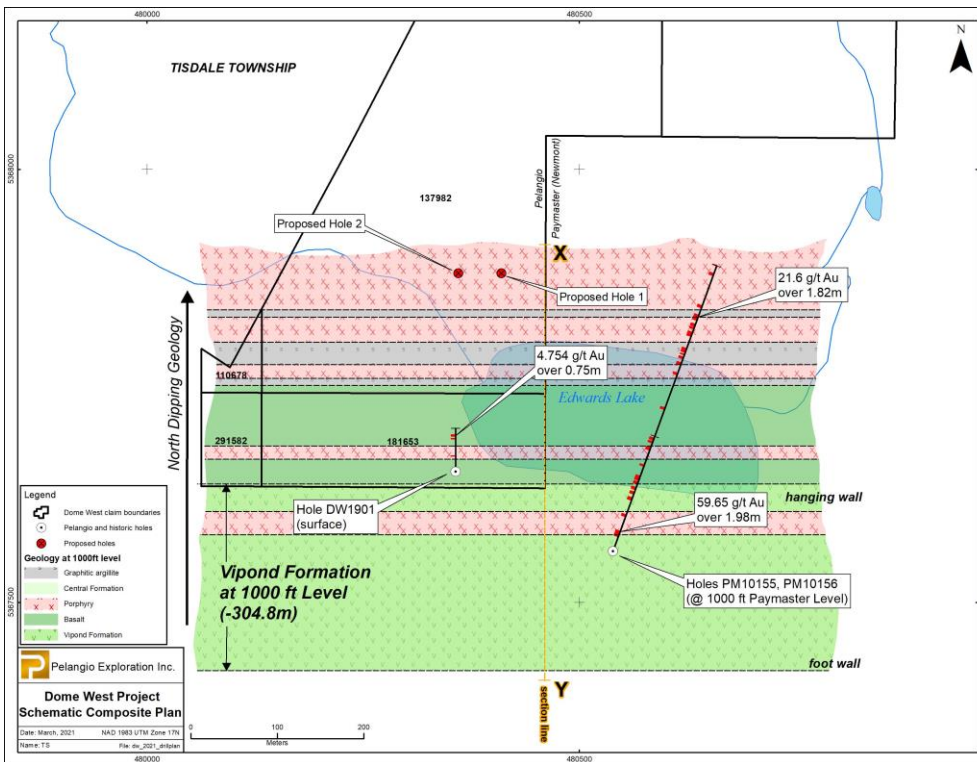 480000
480500
N
TISDALE TOWNSHIP
5368000
Pelangio
Paymaster (Newmont)
137982
Proposed Hole 2
X
Proposed Hole 1
21.6 g/t Au
over 1.82m
North Dipping Geology
4.754 g/t Au
over 0.75m
110678
Edwards Lake
291582
181653
Legend
Dome West claim boundaries
Pelangio and historic holes
Proposed holes
Geology at 1000ft level
Graphitic argillite
Central Formation
Porphyry
Basalt
Vipond Formation
Hole DW1901
(surface)
hanging wall
59.65 g/t Au
over 1.98m
Vipond Formation
at 1000 ft Level
(-304.8m)
Holes PM10155, PM10156
(@ 1000 ft Paymaster Level)
5367500
foot wall
Pelangio Exploration Inc.
Dome West Project
Schematic Composite Plan
Date: March, 2021
NAD 1983 UTM Zone 17N
Name: TS
File: dw_2021_drillplan
0
100
200
Meters
Y
section line
480000
480500